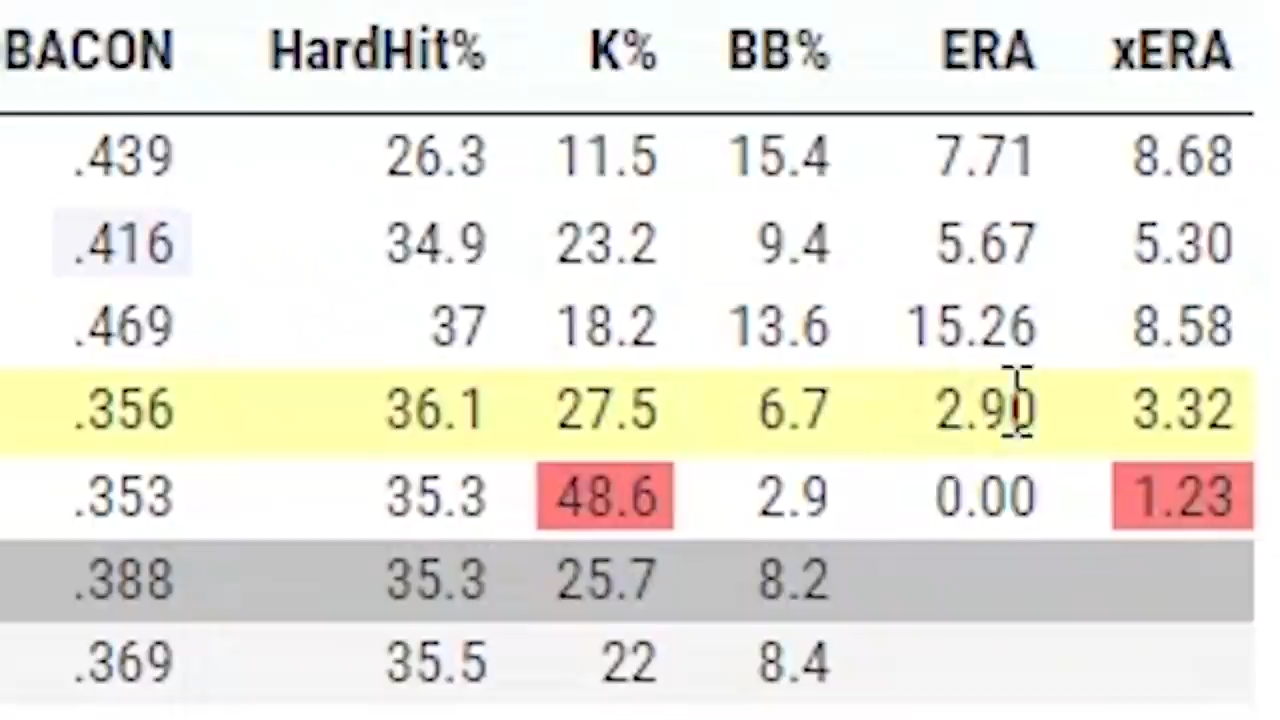 BACON HardHit% K% BB% ERA xERA
.439 26.3 11.5 15.4 7.71 8.68
.416 34.9 23.2 9.4 5.67 5.30
.469 37 18.2 13.6 15.26 8.58
.356 36.1 27.5 6.7 2.90 3.32
.353 35.3 48.6 2.9 0.00 1.23
.388 35.3 25.7 8.2
.369 35.5 22 8.4